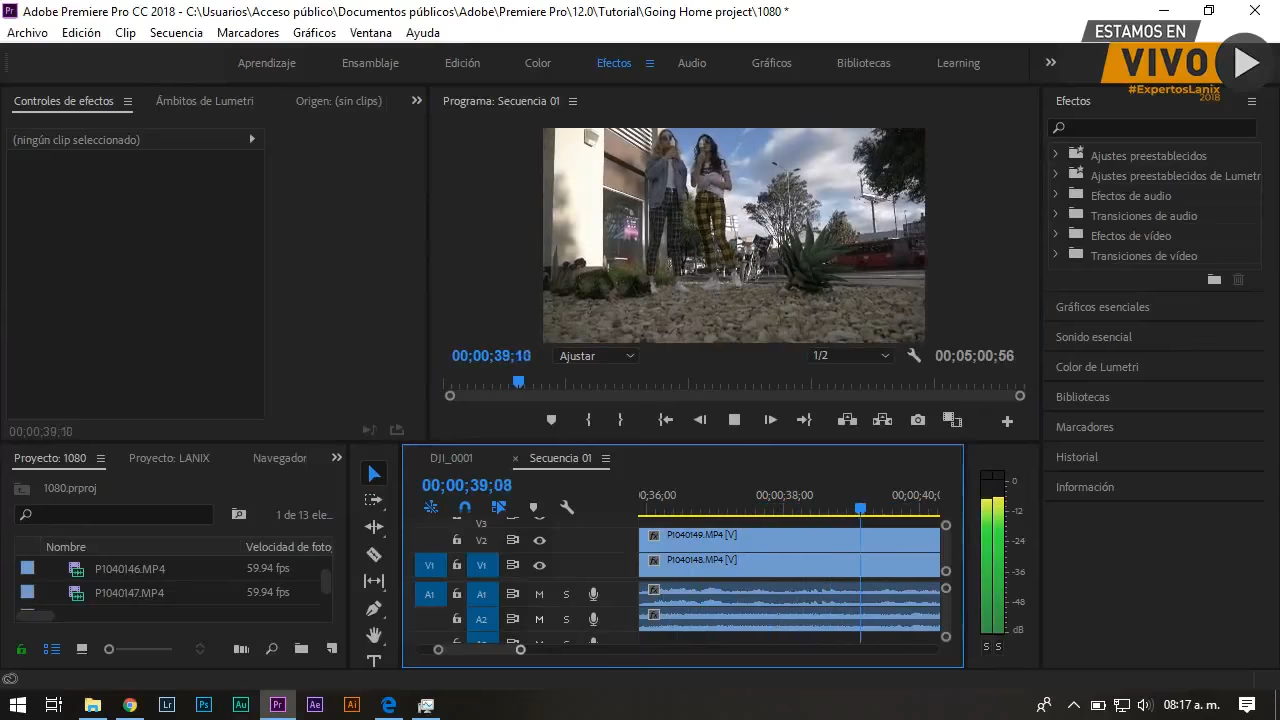 Adobe Premiere Pro CC 2018 - C:\Usuarios\Acceso público\Documentos públicos\Adobe\Premiere Pro\12.0\Tutorial\Going Home project\1080 *
Archivo Edición Clip Secuencia Marcadores Gráficos Ventana Ayuda
ESTAMOS EN
VIVO
#ExpertosLanix
2018
Aprendizaje Ensamblaje Edición Color Efectos Audio Gráficos Bibliotecas Learning
Controles de efectos Ámbitos de Lumetri Origen: (sin clips)
Programa: Secuencia 01
Efectos
(ningún clip seleccionado)
Ajustes preestablecidos
Ajustes preestablecidos de Lumetr
Efectos de audio
Transiciones de audio
Efectos de vídeo
Transiciones de vídeo
Gráficos esenciales
Sonido esencial
Color de Lumetri
Bibliotecas
Marcadores
Historial
Información
00;00;39;10 Ajustar 1/2 00;05;00;56
00;00;39;10
Proyecto: 1080 Proyecto: LANIX Navegador
1080.prproj
1 de 13 ele...
Nombre Velocidad de foto
P1040146.MP4 59.94 fps
P1040147.MP4 59.94 fps
DJI_0001 × Secuencia 01
00;00;39;08
0;36;00 00;00;38;00 00;00;40;0
V3
V2 P1040149.MP4 [V]
V1 V1 P1040148.MP4 [V]
A1 A1 M S
A2 M S
0
-12
-24
-36
-48
dB
S S
Lr Ps Au Pr Ae Ai
08:17 a. m.